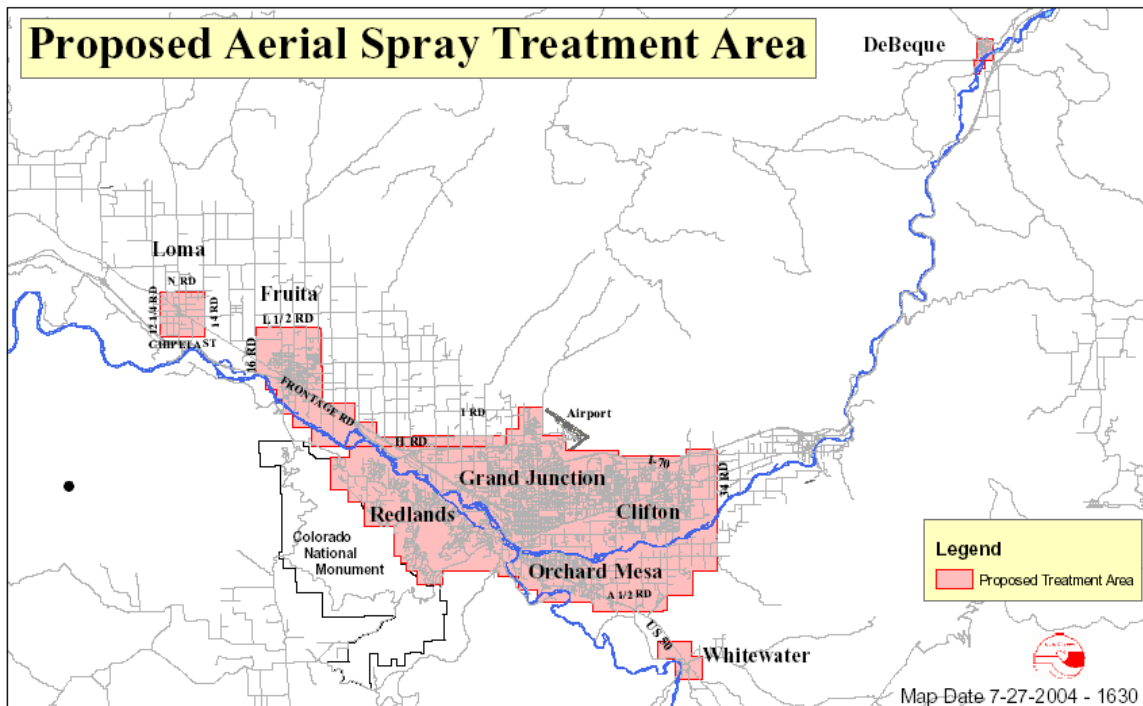 Proposed Aerial Spray Treatment Area
DeBeque
Loma
N RD
12 1/4 RD
14 RD
CHIPETA ST
Fruita
L 1/2 RD
16 RD
FRONTAGE RD
I RD
Airport
H RD
I-70
Grand Junction
34 RD
Clifton
Redlands
Colorado
National
Monument
Orchard Mesa
A 1/2 RD
US 50
Whitewater
Legend
Proposed Treatment Area
Map Date 7-27-2004 - 1630